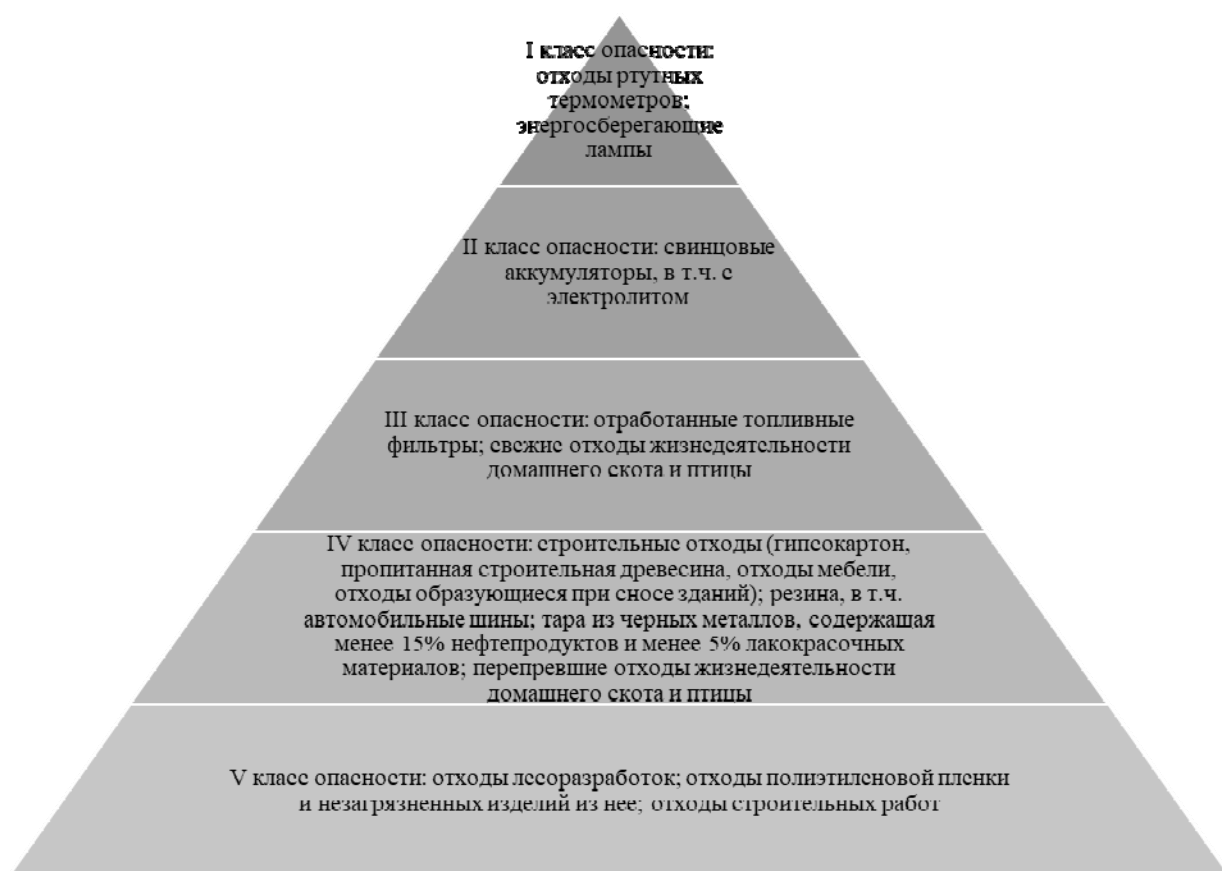 I класс опасности:
отходы ртутных
термометров;
энергосберегающие
лампы
II класс опасности: свинцовые
аккумуляторы, в т.ч. с
электролитом
III класс опасности: отработанные топливные
фильтры; свежие отходы жизнедеятельности
домашнего скота и птицы
IV класс опасности: строительные отходы (гипсокартон,
пропитанная строительная древесина, отходы мебели,
отходы образующиеся при сносе зданий); резина, в т.ч.
автомобильные шины; тара из черных металлов, содержащая
менее 15% нефтепродуктов и менее 5% лакокрасочных
материалов; перепревшие отходы жизнедеятельности
домашнего скота и птицы
V класс опасности: отходы лесоразработок; отходы полиэтиленовой пленки
и незагрязненных изделий из нее; отходы строительных работ